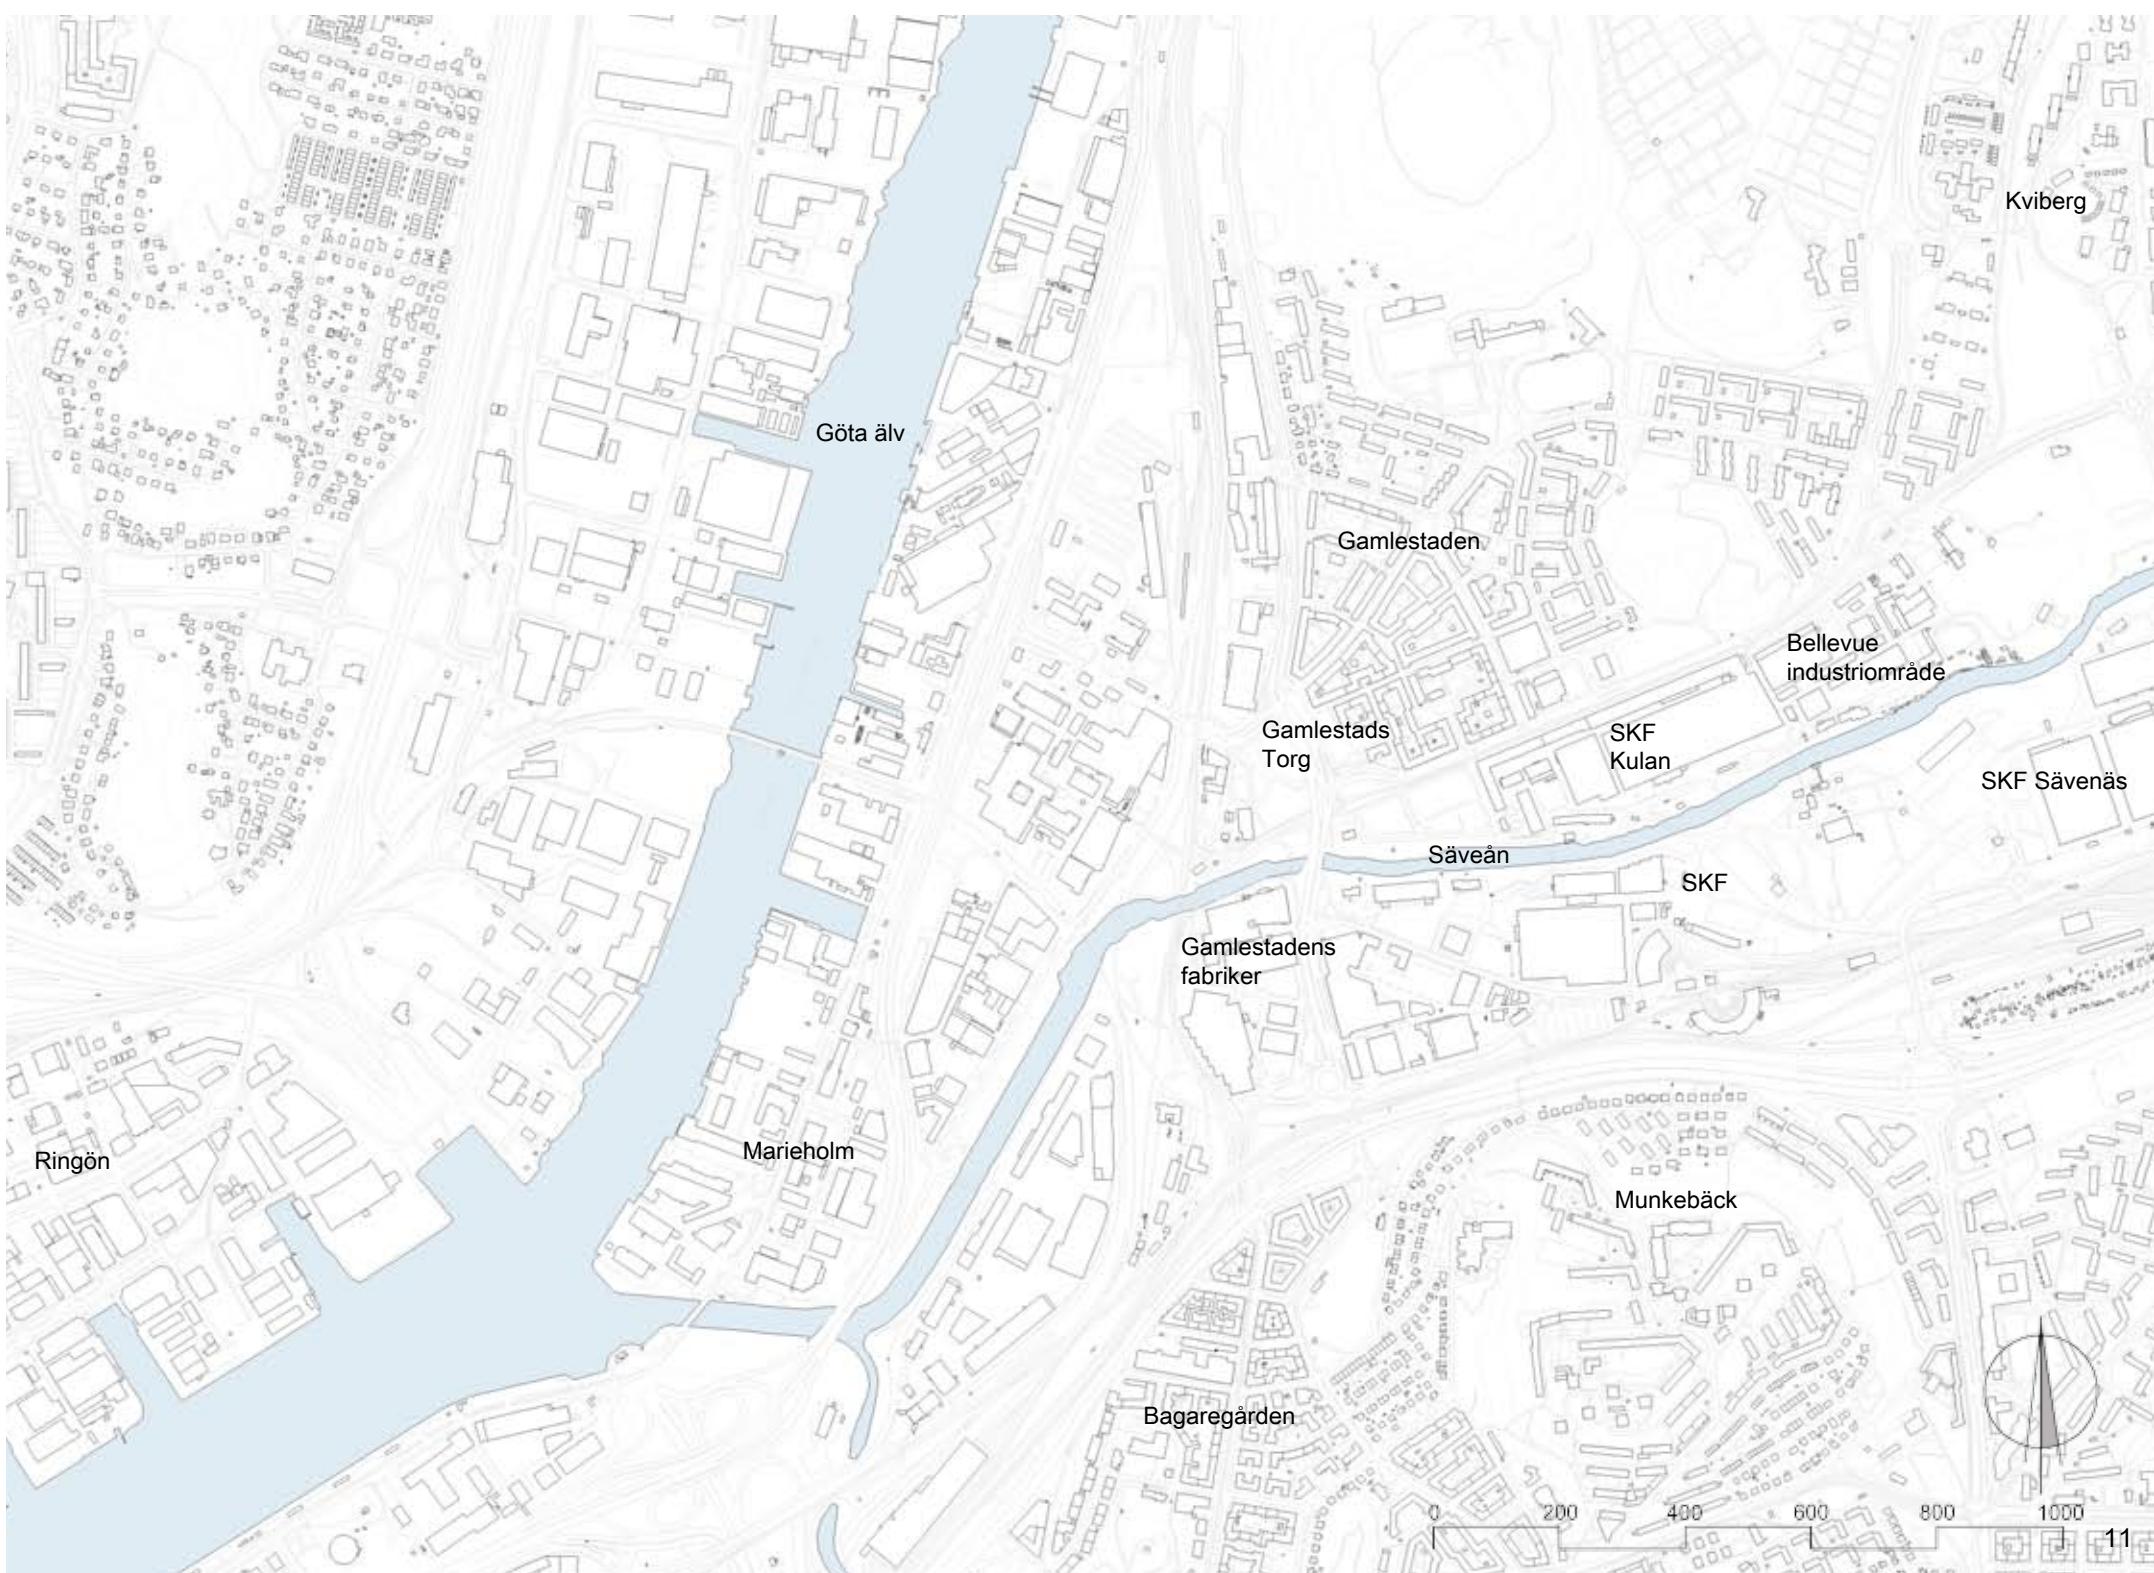 Kviberg
Göta älv
Gamlestaden
Bellevue
industriområde
Gamlestads
Torg
SKF
Kulan
SKF Sävenäs
Säveån
SKF
Gamlestadens
fabriker
Marieholm
Ringön
Munkebäck
Bagaregården
0 200 400 600 800 1000
11